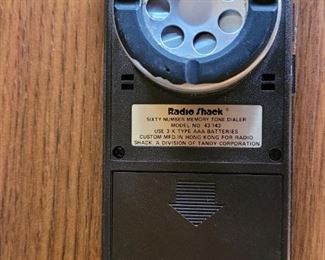 Radio Shack®
SIXTY NUMBER MEMORY TONE DIALER
MODEL NO. 43-142
USE 3 X TYPE AAA BATTERIES
CUSTOM MFD. IN HONG KONG FOR RADIO
SHACK, A DIVISION OF TANDY CORPORATION